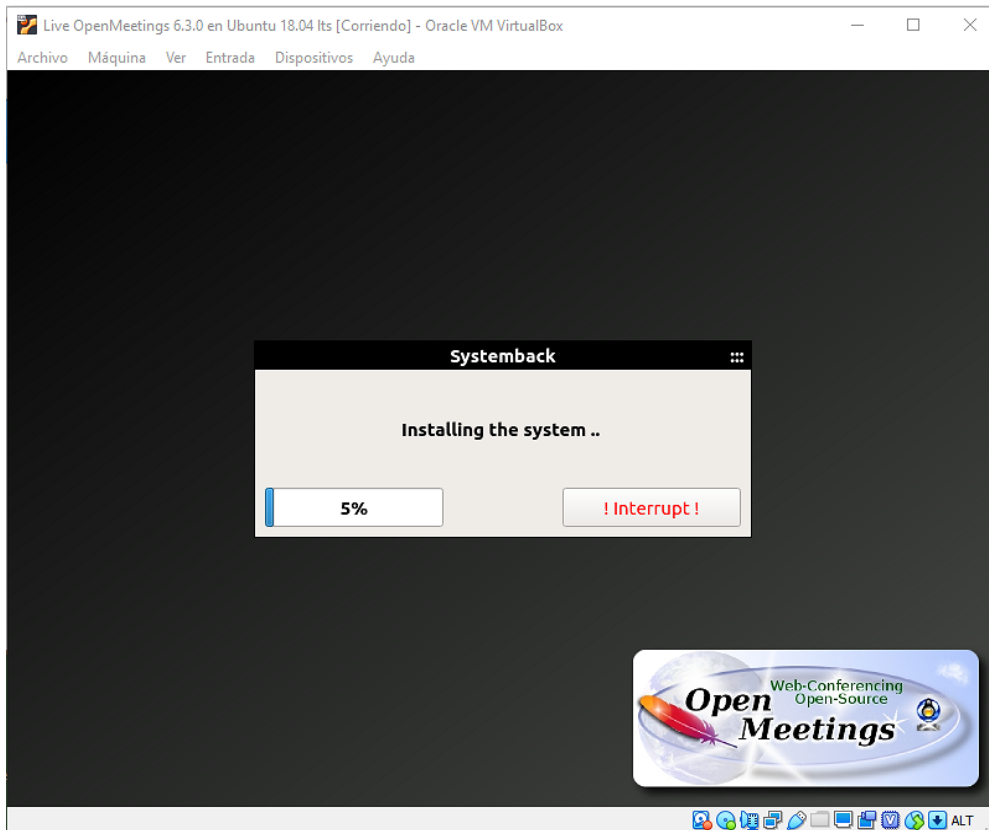 Live OpenMeetings 6.3.0 en Ubuntu 18.04 lts [Corriendo] - Oracle VM VirtualBox
Archivo Máquina Ver Entrada Dispositivos Ayuda
Systemback
Installing the system ..
5% ! Interrupt !
Web-Conferencing
Open Open-Source
Meetings
ALT